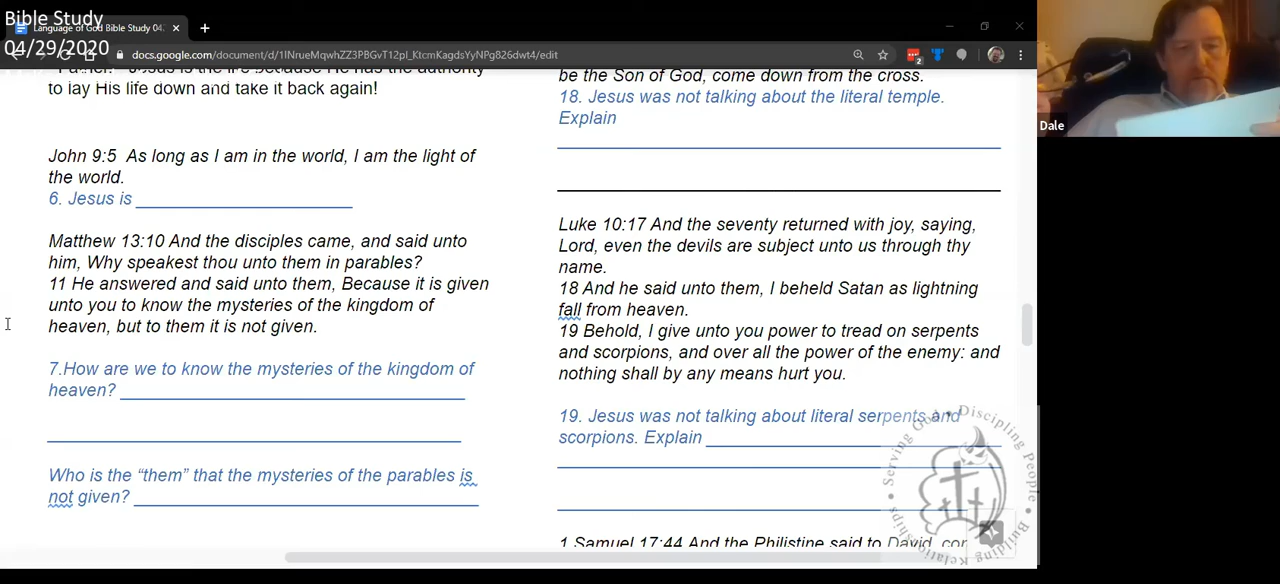 Bible Study
04/29/2020
Language of God Bible Study 04
docs.google.com/document/d/1INrueMqwhZZ3PBGvT12pI_KtcmKagdsYyNPg826dwt4/edit
2
Dale
to lay His life down and take it back again!
John 9:5 As long as I am in the world, I am the light of
the world.
6. Jesus is
Matthew 13:10 And the disciples came, and said unto
him, Why speakest thou unto them in parables?
11 He answered and said unto them, Because it is given
unto you to know the mysteries of the kingdom of
heaven, but to them it is not given.
7.How are we to know the mysteries of the kingdom of
heaven?
Who is the “them” that the mysteries of the parables is
not given?
be the Son of God, come down from the cross.
18. Jesus was not talking about the literal temple.
Explain
Luke 10:17 And the seventy returned with joy, saying,
Lord, even the devils are subject unto us through thy
name.
18 And he said unto them, I beheld Satan as lightning
fall from heaven.
19 Behold, I give unto you power to tread on serpents
and scorpions, and over all the power of the enemy: and
nothing shall by any means hurt you.
19. Jesus was not talking about literal serpents and
scorpions. Explain
1 Samuel 17:44 And the Philistine said to David,
Serving God • Discipling People • Building Relationships •